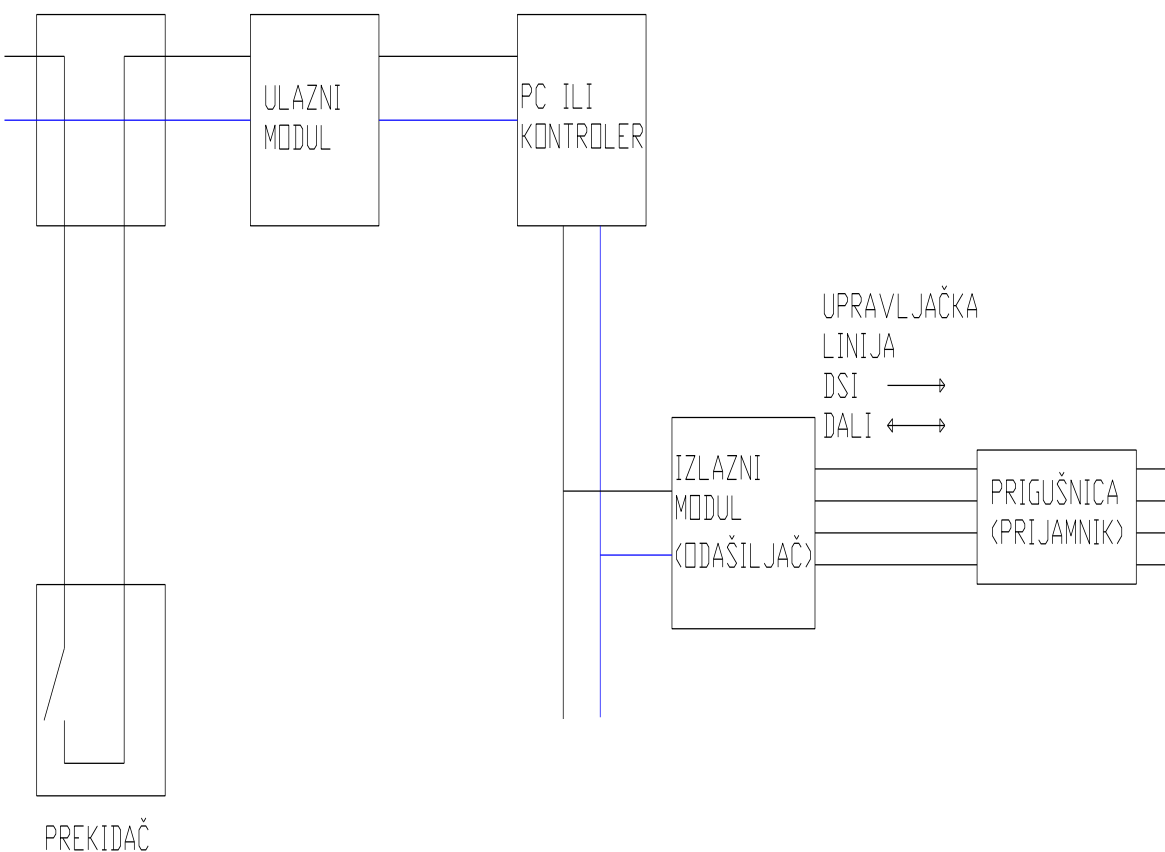 ULAZNI
MODUL
PC ILI
KONTROLER
UPRAVLJAČKA
LINIJA
DSI
DALI
IZLAZNI
MODUL
(ODAŠILJAČ)
PRIGUŠNICA
(PRIJAMNIK)
PREKIDAČ